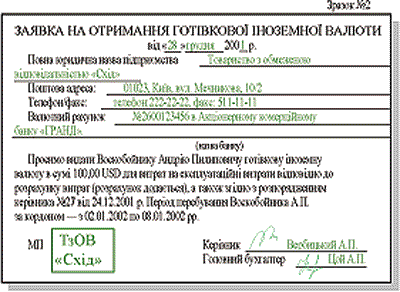 Зразок №2
ЗАЯВКА НА ОТРИМАННЯ ГОТІВКОВОЇ ІНОЗЕМНОЇ ВАЛЮТИ
від «28 »грудня 2001 р.
Повна юридична назва підприємства Товариство з обмеженою
відповідальністю «Схід»
Поштова адреса: 01023, Київ, вул. Мечникова, 10/2
Телефон/факс: телефон 222-22-22, факс: 511-11-11
Валютний рахунок №2600123456 в Акціонерному комерційному
банку «ГРАНД».
(назва банку)
Просимо видати Воскобойнику Андрію Пилиповичу готівкову іноземну
валюту в сумі 100,00 USD для витрат на експлуатаційні витрати відповідно до
розрахунку витрат (розрахунок додається), а також згідно з розпорядженням
керівника №27 від 24.12.2001 р. Період перебування Воскобойника А.П.
за кордоном — з 02.01.2002 по 08.01.2002 рр.
МП
ТзОВ
«Схід»
Керівник Вербицький А.П.
Головний бухгалтер Цой А.П.